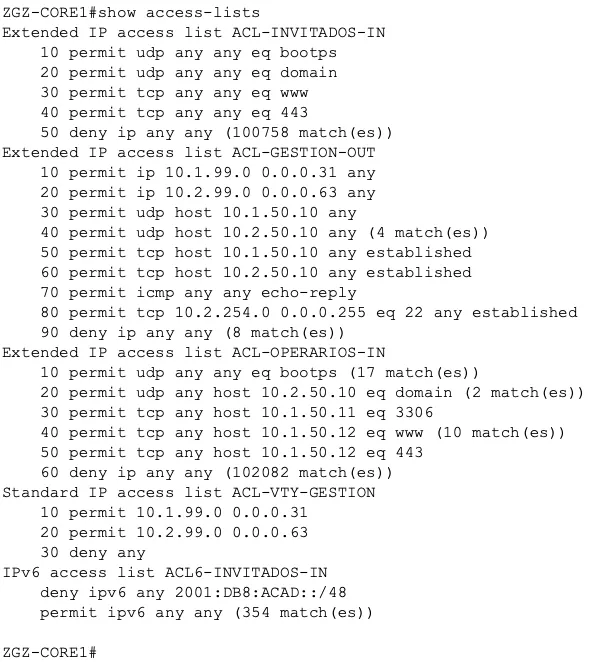 ZGZ-CORE1#show access-lists
Extended IP access list ACL-INVITADOS-IN
    10 permit udp any any eq bootps
    20 permit udp any any eq domain
    30 permit tcp any any eq www
    40 permit tcp any any eq 443
    50 deny ip any any (100758 match(es))
Extended IP access list ACL-GESTION-OUT
    10 permit ip 10.1.99.0 0.0.0.31 any
    20 permit ip 10.2.99.0 0.0.0.63 any
    30 permit udp host 10.1.50.10 any
    40 permit udp host 10.2.50.10 any (4 match(es))
    50 permit tcp host 10.1.50.10 any established
    60 permit tcp host 10.2.50.10 any established
    70 permit icmp any any echo-reply
    80 permit tcp 10.2.254.0 0.0.0.255 eq 22 any established
    90 deny ip any any (8 match(es))
Extended IP access list ACL-OPERARIOS-IN
    10 permit udp any any eq bootps (17 match(es))
    20 permit udp any host 10.2.50.10 eq domain (2 match(es))
    30 permit tcp any host 10.1.50.11 eq 3306
    40 permit tcp any host 10.1.50.12 eq www (10 match(es))
    50 permit tcp any host 10.1.50.12 eq 443
    60 deny ip any any (102082 match(es))
Standard IP access list ACL-VTY-GESTION
    10 permit 10.1.99.0 0.0.0.31
    20 permit 10.2.99.0 0.0.0.63
    30 deny any
IPv6 access list ACL6-INVITADOS-IN
    deny ipv6 any 2001:DB8:ACAD::/48
    permit ipv6 any any (354 match(es))
ZGZ-CORE1#